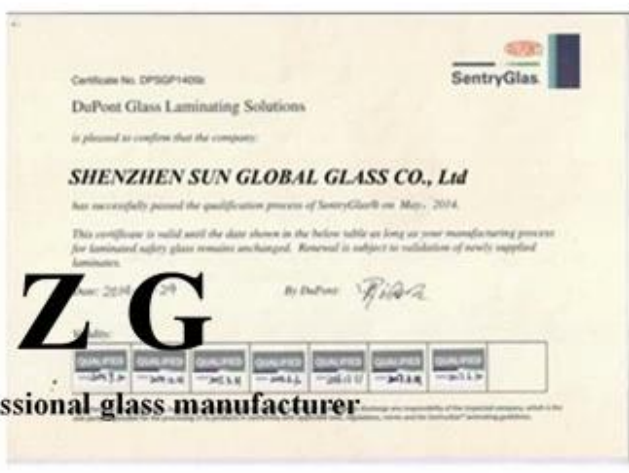 DUPONT
SentryGlas
Certificate No. DPSGP1405b
DuPont Glass Laminating Solutions
is pleased to confirm that the company:
SHENZHEN SUN GLOBAL GLASS CO., Ltd
has successfully passed the qualification process of SentryGlas® on May, 2014.
This certificate is valid until the date shown in the below table as long as your manufacturing process
for laminated safety glass remains unchanged. Renewal is subject to validation of newly supplied
laminates.
By DuPont:
Z G
Validity:
QUALIFIED QUALIFIED QUALIFIED QUALIFIED QUALIFIED QUALIFIED QUALIFIED
ssional glass manufacturer